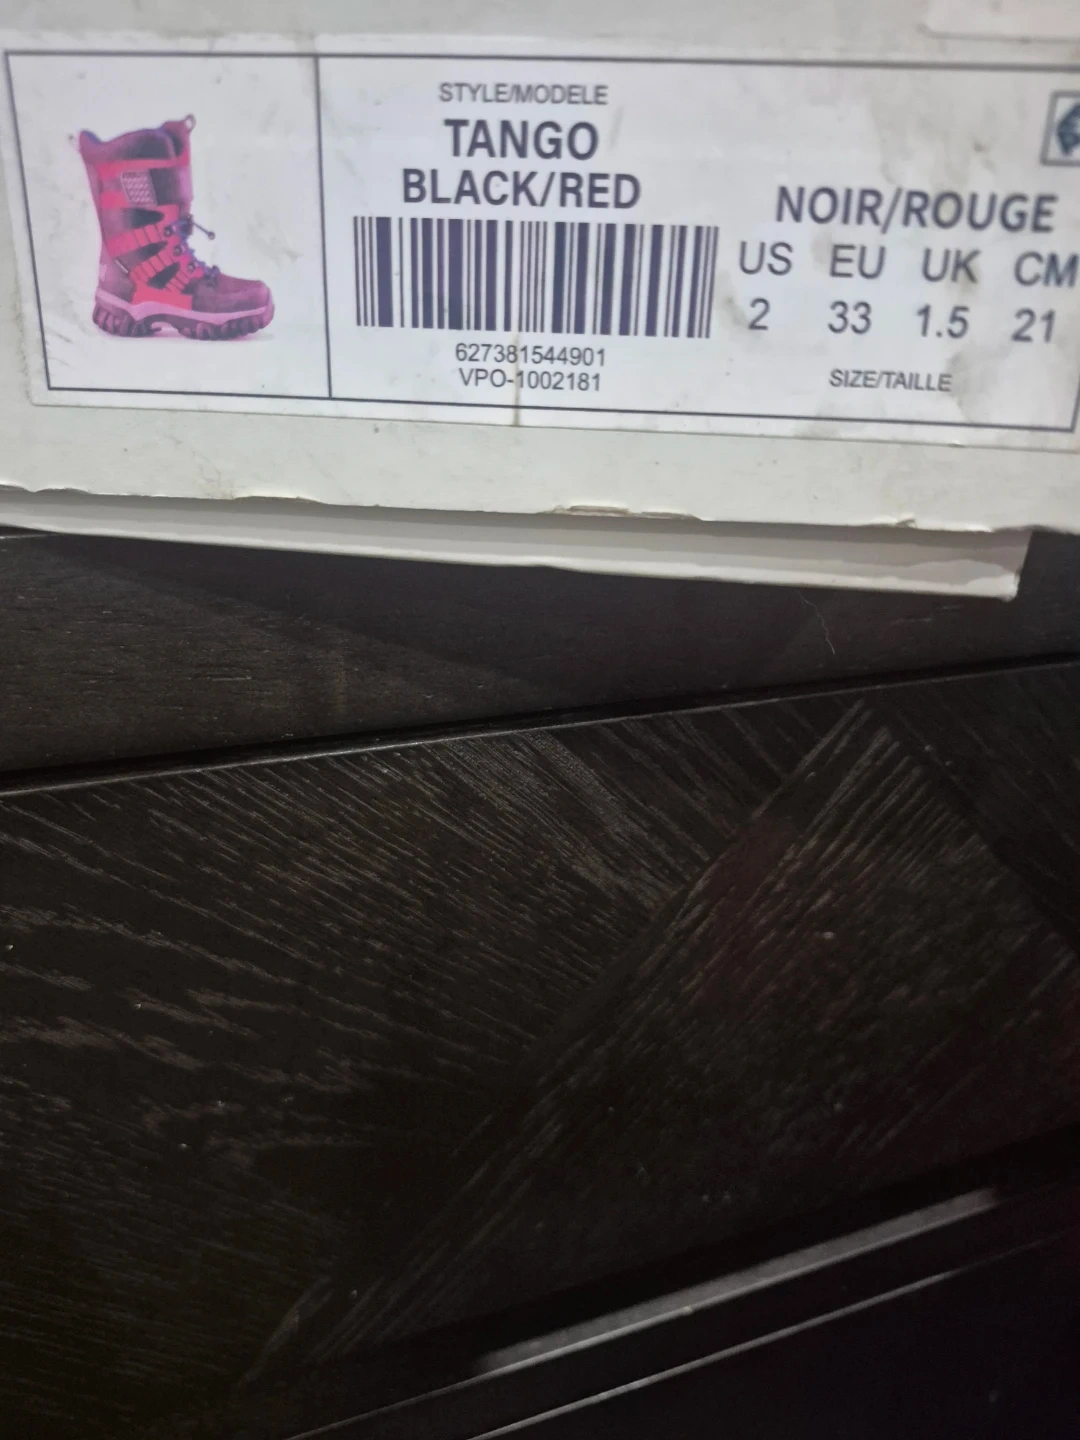 STYLE/MODELE
TANGO
BLACK/RED
627381544901
VPO-1002181
NOIR/ROUGE
US EU UK CM
2 33 1.5 21
SIZE/TAILLE